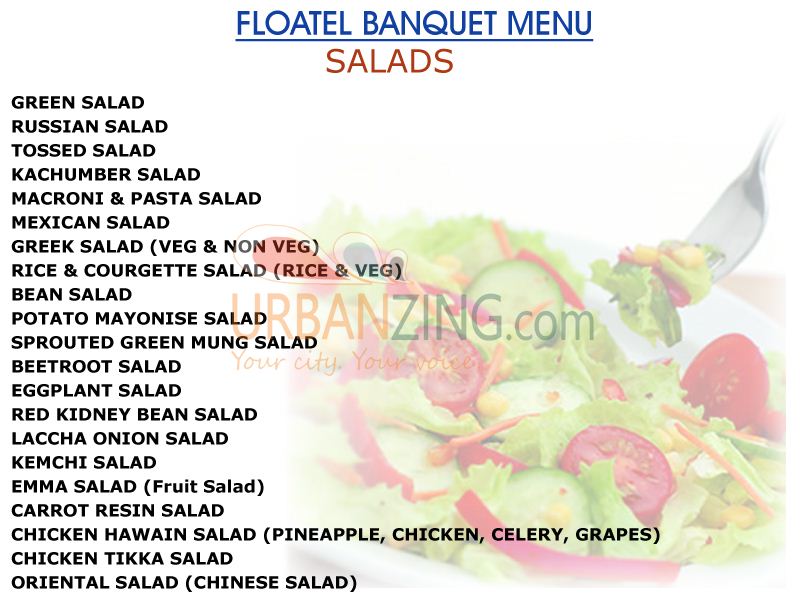 FLOATEL BANQUET MENU
SALADS
GREEN SALAD
RUSSIAN SALAD
TOSSED SALAD
KACHUMBER SALAD
MACRONI & PASTA SALAD
MEXICAN SALAD
GREEK SALAD (VEG & NON VEG)
RICE & COURGETTE SALAD (RICE & VEG)
BEAN SALAD
POTATO MAYONISE SALAD
URBANZING.com
SPROUTED GREEN MUNG SALAD
Your city. Your voice.
BEETROOT SALAD
EGGPLANT SALAD
RED KIDNEY BEAN SALAD
LACCHA ONION SALAD
KEMCHI SALAD
EMMA SALAD (Fruit Salad)
CARROT RESIN SALAD
CHICKEN HAWAIN SALAD (PINEAPPLE, CHICKEN, CELERY, GRAPES)
CHICKEN TIKKA SALAD
ORIENTAL SALAD (CHINESE SALAD)